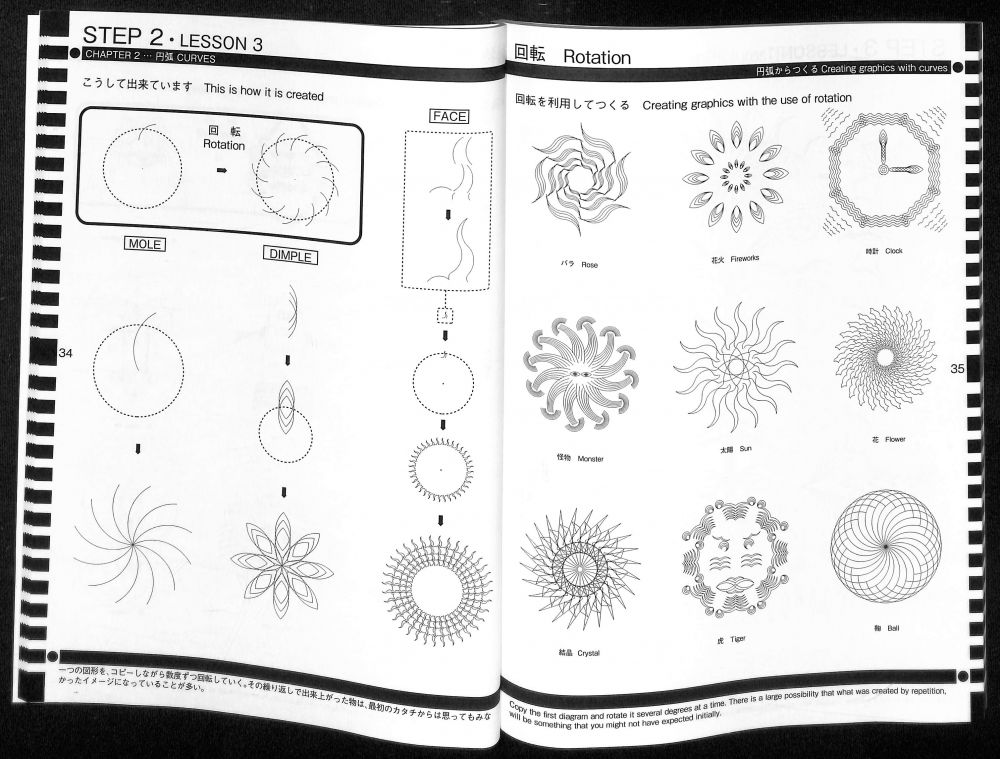 STEP 2・LESSON 3
CHAPTER 2 … 円弧 CURVES
こうして出来ています This is how it is created
回 転
Rotation
MOLE
DIMPLE
FACE
34
一つの図形を、コピーしながら数度ずつ回転していく。その繰り返しで出来上がった物は、最初のカタチからは思ってもみな
かったイメージになっていることが多い。
回転 Rotation
円弧からつくる Creating graphics with curves
回転を利用してつくる Creating graphics with the use of rotation
バラ Rose
花火 Fireworks
時計 Clock
怪物 Monster
太陽 Sun
花 Flower
35
結晶 Crystal
虎 Tiger
鞠 Ball
Copy the first diagram and rotate it several degrees at a time. There is a large possibility that what was created by repetition,
will be something that you might not have expected initially.